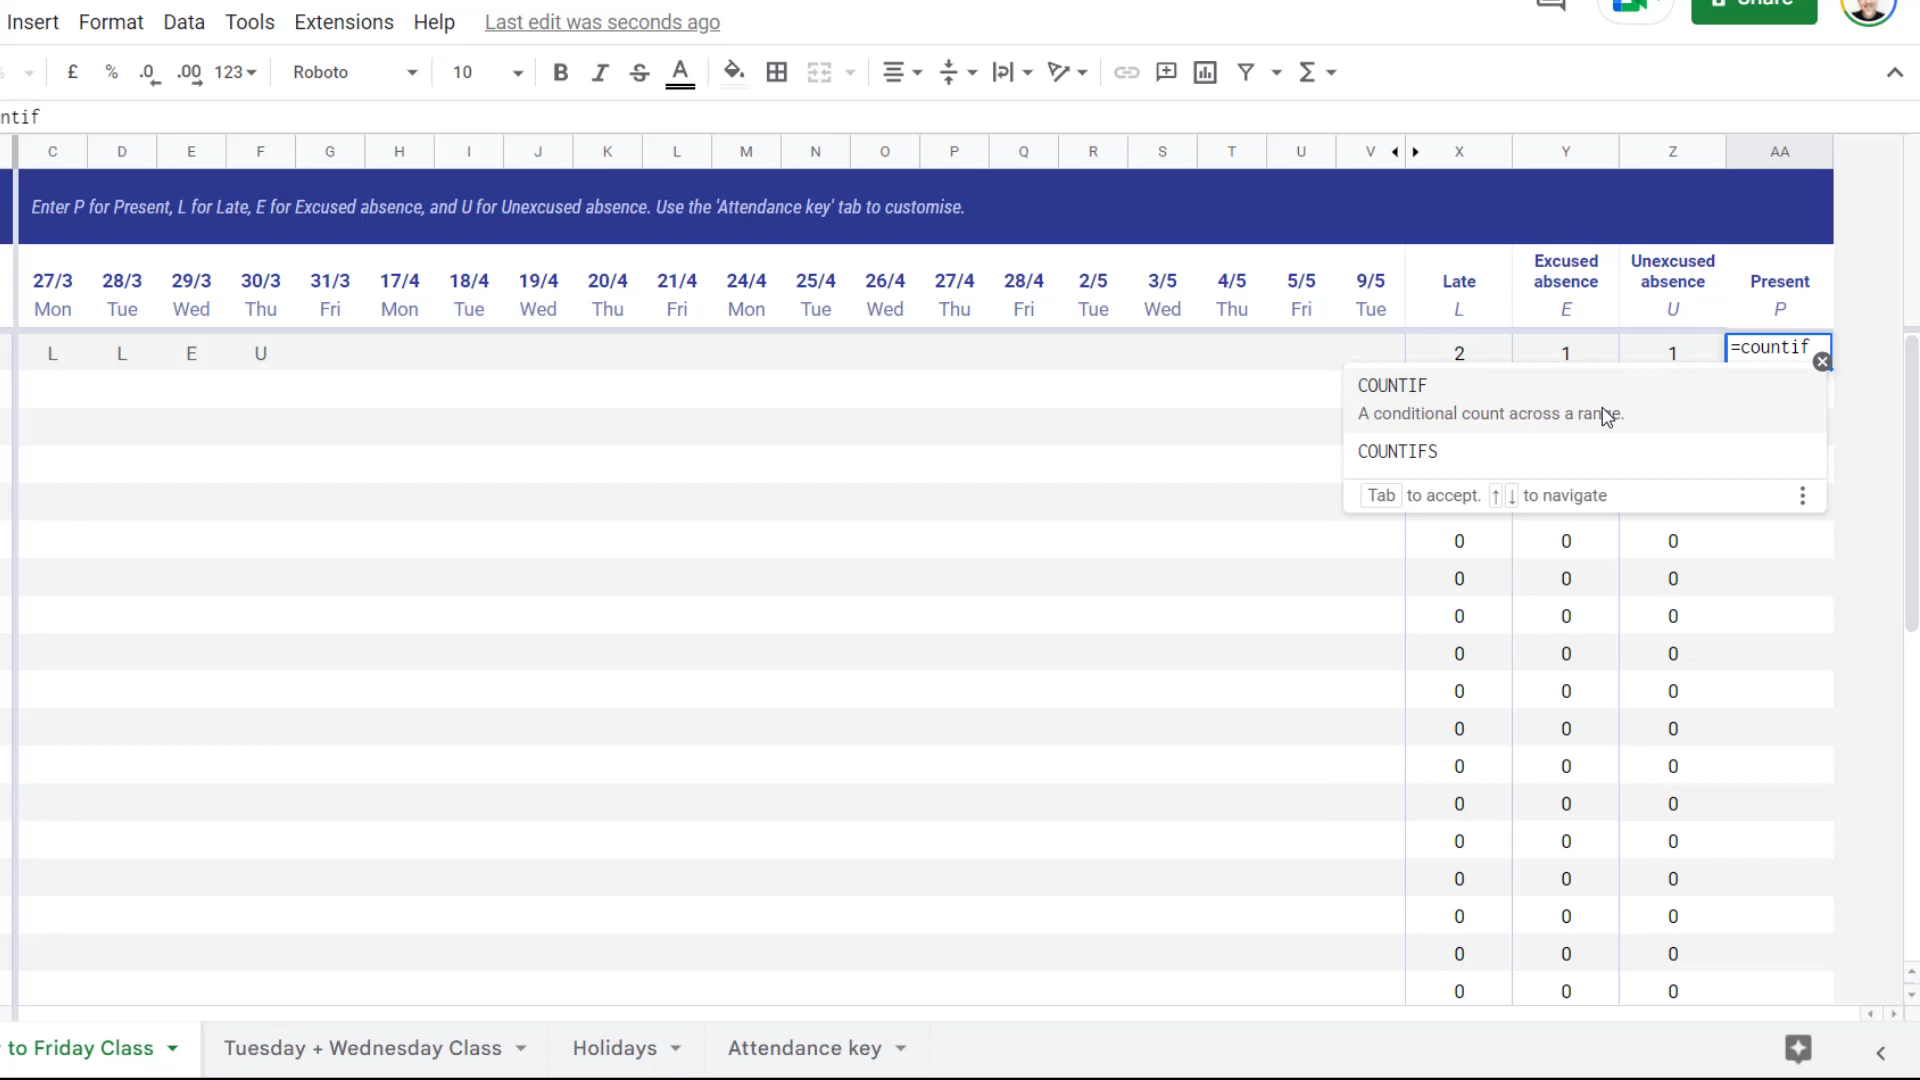 Insert Format Data Tools Extensions Help Last edit was seconds ago Share
£ % .0 .00 123 Roboto 10 B I S A Σ
ntif
C D E F G H I J K L M N O P Q R S T U V X Y Z AA
Enter P for Present, L for Late, E for Excused absence, and U for Unexcused absence. Use the 'Attendance key' tab to customise.
27/3 28/3 29/3 30/3 31/3 17/4 18/4 19/4 20/4 21/4 24/4 25/4 26/4 27/4 28/4 2/5 3/5 4/5 5/5 9/5 Late Excused absence Unexcused absence Present
Mon Tue Wed Thu Fri Mon Tue Wed Thu Fri Mon Tue Wed Thu Fri Tue Wed Thu Fri Tue L E U P
L L E U 2 1 1 =countif
COUNTIF
A conditional count across a range.
COUNTIFS
Tab to accept. ↑ ↓ to navigate
0 0 0
0 0 0
0 0 0
0 0 0
0 0 0
0 0 0
0 0 0
0 0 0
0 0 0
0 0 0
0 0 0
0 0 0
0 0 0
to Friday Class Tuesday + Wednesday Class Holidays Attendance key